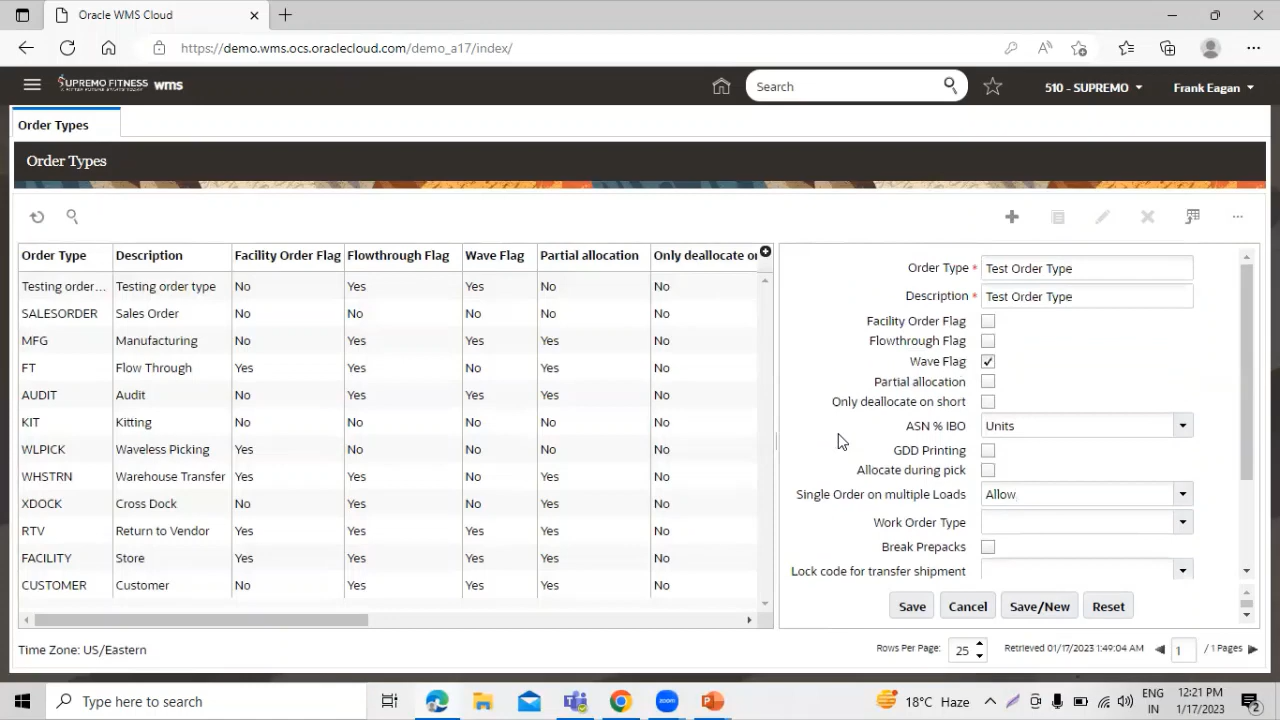 Oracle WMS Cloud
https://demo.wms.ocs.oraclecloud.com/demo_a17/index/
SUPREMO FITNESS wms
Search
510 - SUPREMO
Frank Eagan
Order Types
Order Types
Order Type Description Facility Order Flag Flowthrough Flag Wave Flag Partial allocation Only deallocate or
Testing order... Testing order type No Yes Yes No No
SALESORDER Sales Order No No No No No
MFG Manufacturing No Yes Yes Yes No
FT Flow Through Yes Yes No Yes No
AUDIT Audit No Yes Yes Yes No
KIT Kitting No No No No No
WLPICK Waveless Picking Yes No No Yes No
WHSTRN Warehouse Transfer Yes Yes No Yes No
XDOCK Cross Dock No Yes No Yes No
RTV Return to Vendor Yes Yes Yes Yes No
FACILITY Store Yes Yes Yes Yes No
CUSTOMER Customer No Yes Yes Yes No
Order Type * Test Order Type
Description * Test Order Type
Facility Order Flag
Flowthrough Flag
Wave Flag
Partial allocation
Only deallocate on short
ASN % IBO Units
GDD Printing
Allocate during pick
Single Order on multiple Loads Allow
Work Order Type
Break Prepacks
Lock code for transfer shipment
Save Cancel Save/New Reset
Time Zone: US/Eastern
Rows Per Page: 25 Retrieved 01/17/2023 1:49:04 AM 1 / 1 Pages
Type here to search
18°C Haze
ENG
IN
12:21 PM
1/17/2023
2